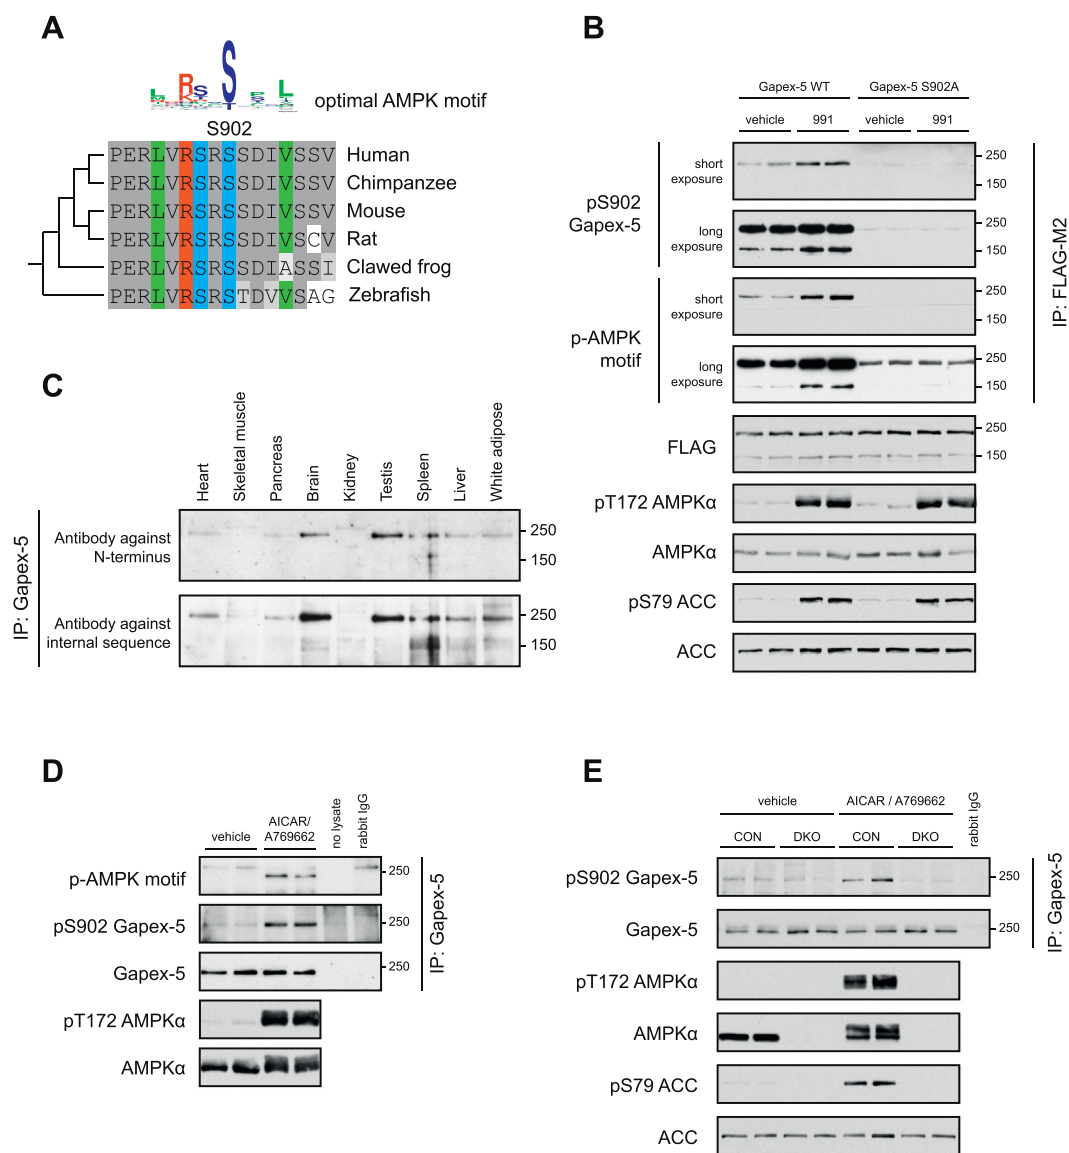 A
optimal AMPK motif
S902
PERLVRSRSSDIVSSV Human
PERLVRSRSSDIVSSV Chimpanzee
PERLVRSRSSDIVSSV Mouse
PERLVRSRSSDIVSCV Rat
PERLVRSRSSDIASSI Clawed frog
PERLVRSRSTDVVSAG Zebrafish
B
Gapex-5 WT Gapex-5 S902A
vehicle 991 vehicle 991
pS902
Gapex-5
short
exposure
250
150
long
exposure
250
150
p-AMPK
motif
short
exposure
250
150
long
exposure
250
150
IP: FLAG-M2
FLAG
250
150
pT172 AMPKα
AMPKα
pS79 ACC
ACC
C
Heart
Skeletal muscle
Pancreas
Brain
Kidney
Testis
Spleen
Liver
White adipose
IP: Gapex-5
Antibody against
N-terminus
250
150
Antibody against
internal sequence
250
150
D
vehicle
AICAR/
A769662
no lysate
rabbit IgG
p-AMPK motif
250
pS902 Gapex-5
250
Gapex-5
250
IP: Gapex-5
pT172 AMPKα
AMPKα
E
vehicle AICAR / A769662
rabbit IgG
CON DKO CON DKO
pS902 Gapex-5
250
Gapex-5
250
IP: Gapex-5
pT172 AMPKα
AMPKα
pS79 ACC
ACC